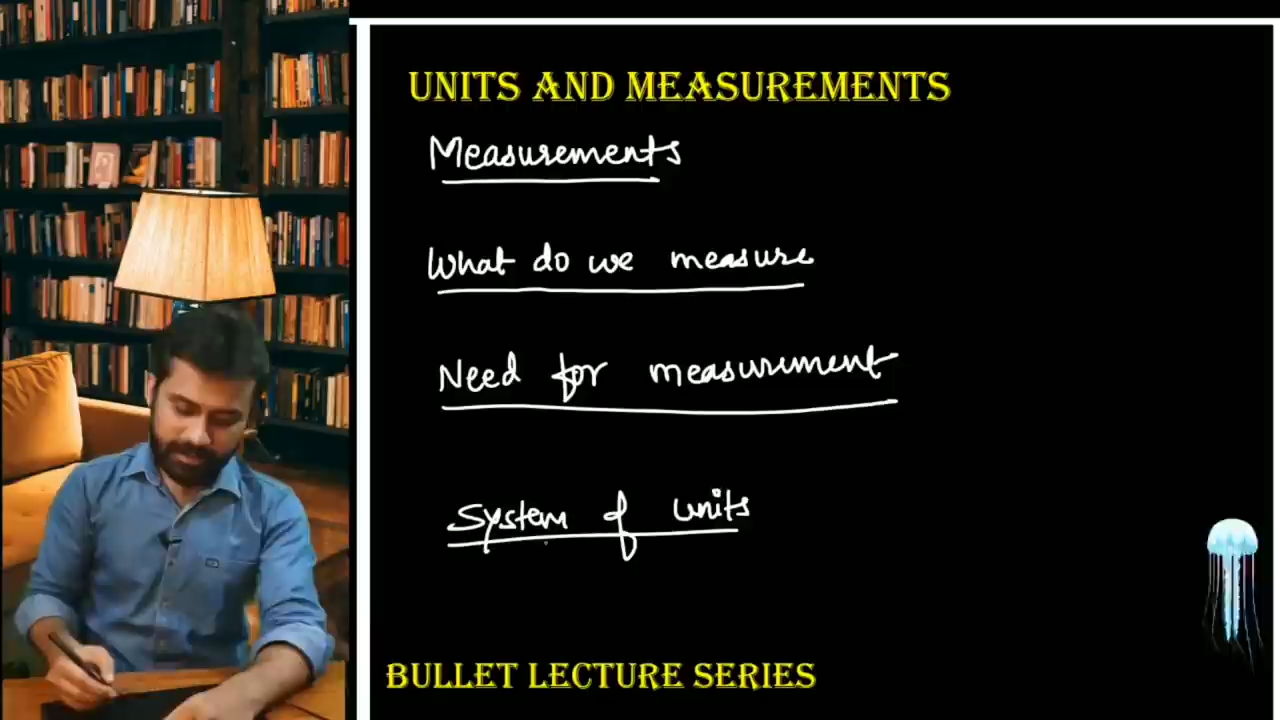 UNITS AND MEASUREMENTS
Measurements
What do we measure
Need for measurement
System of units
BULLET LECTURE SERIES